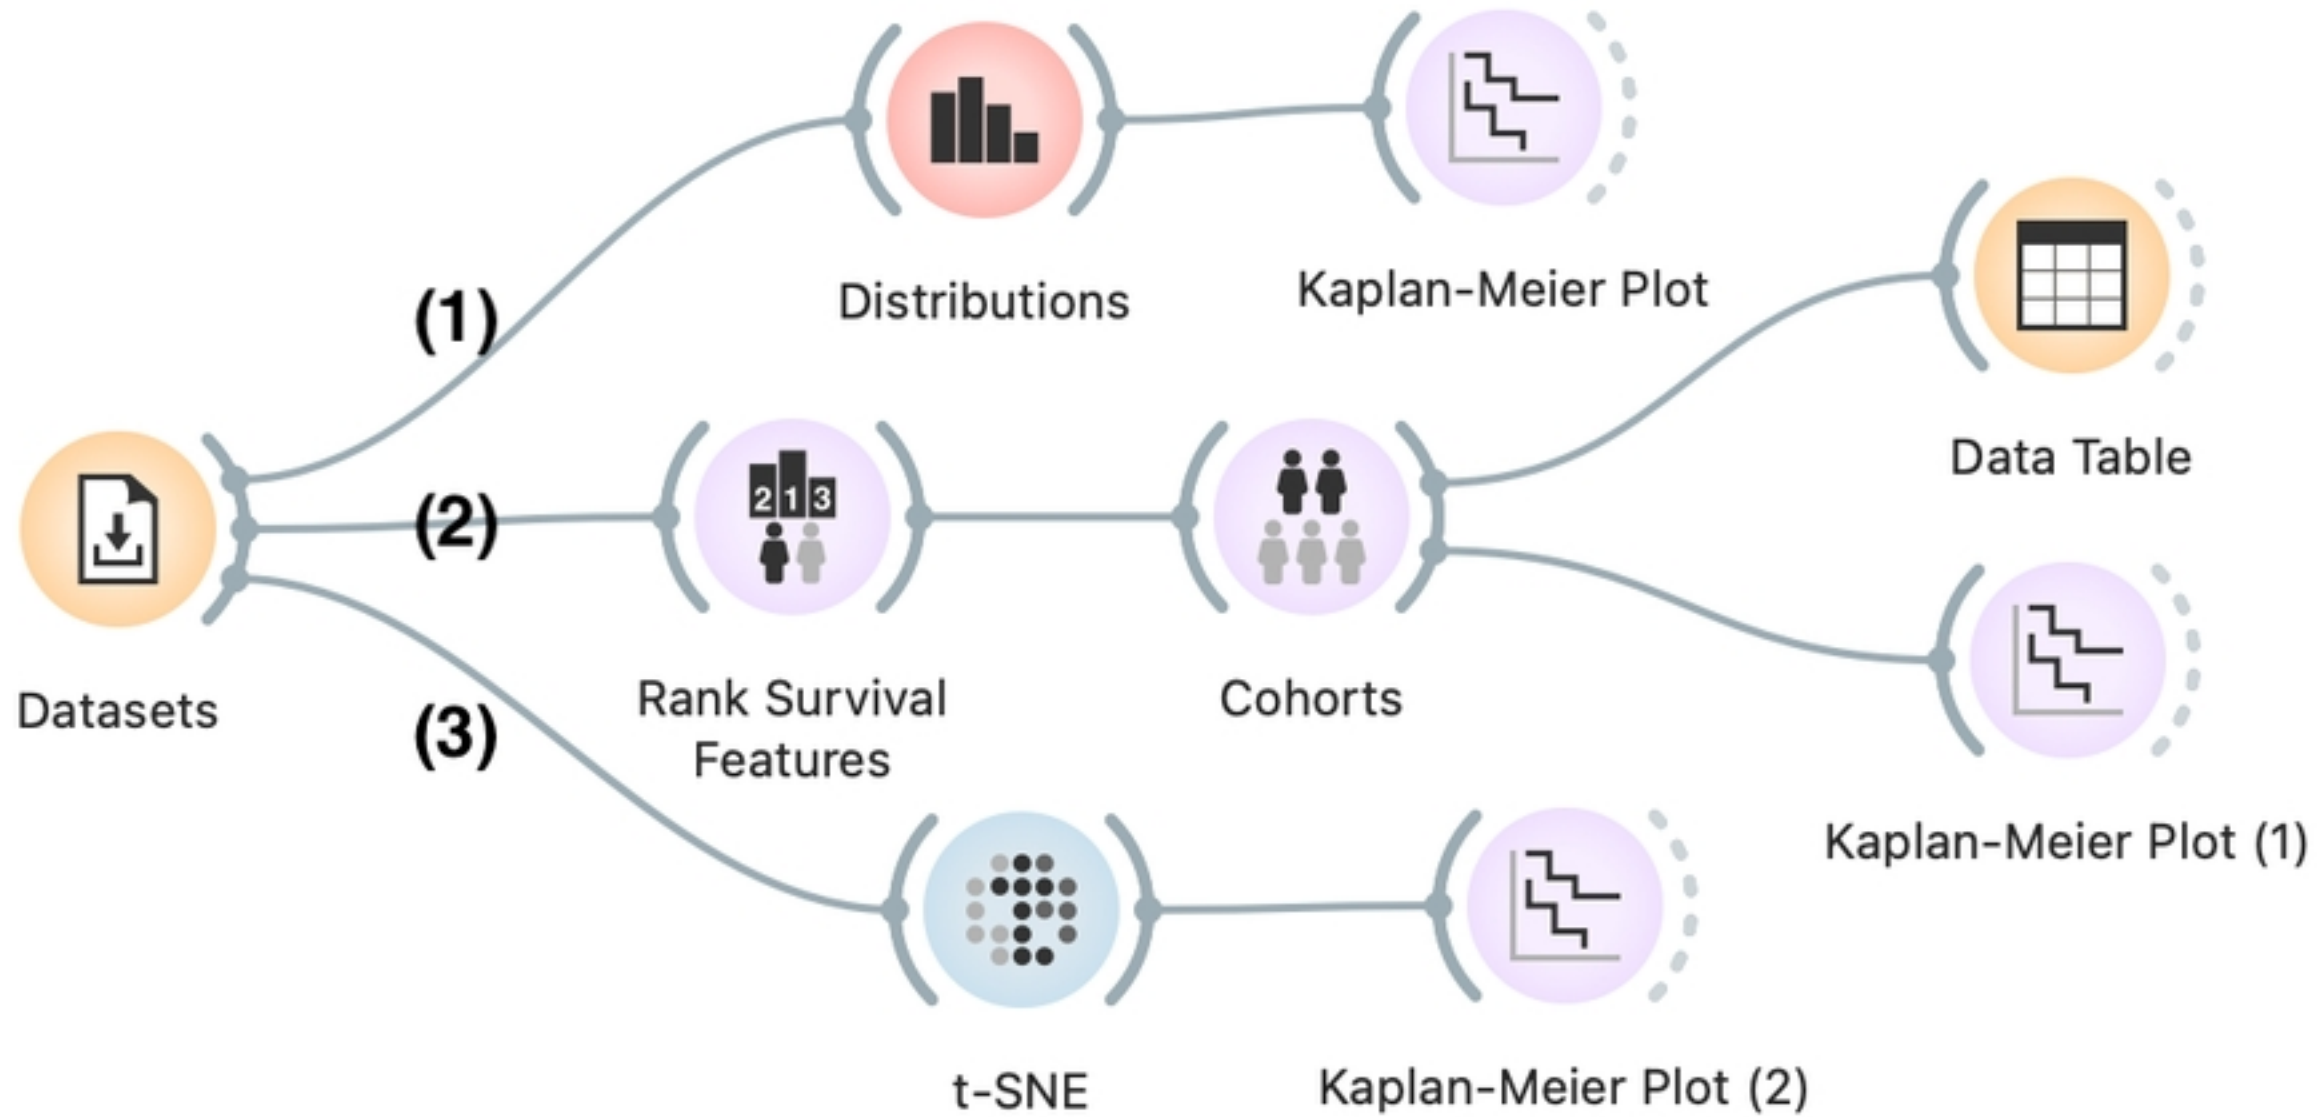 (1)
Distributions
Kaplan-Meier Plot
Data Table
Datasets
(2)
2 1 3
Rank Survival
Features
Cohorts
Kaplan-Meier Plot (1)
(3)
t-SNE
Kaplan-Meier Plot (2)